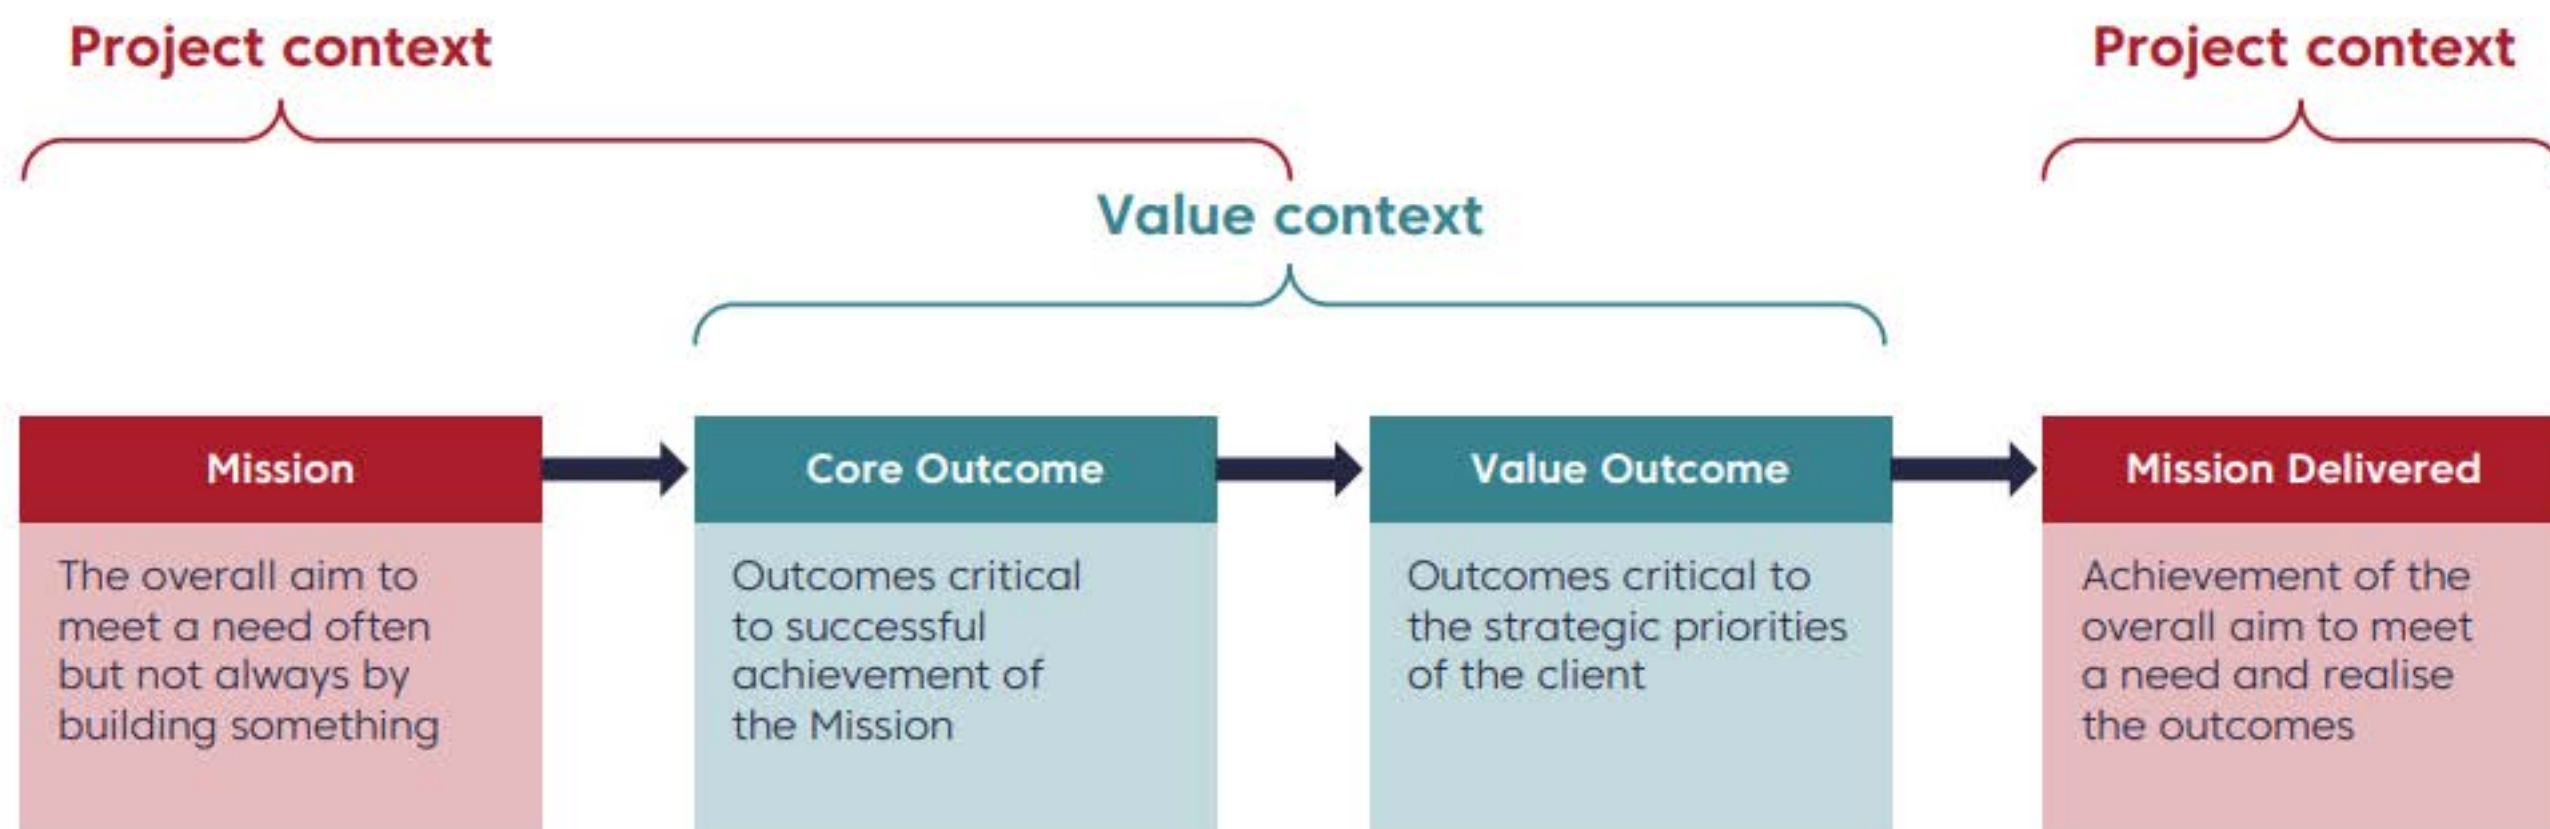 Project context
Project context
Value context
Mission
The overall aim to
meet a need often
but not always by
building something
Core Outcome
Outcomes critical
to successful
achievement of
the Mission
Value Outcome
Outcomes critical to
the strategic priorities
of the client
Mission Delivered
Achievement of the
overall aim to meet
a need and realise
the outcomes